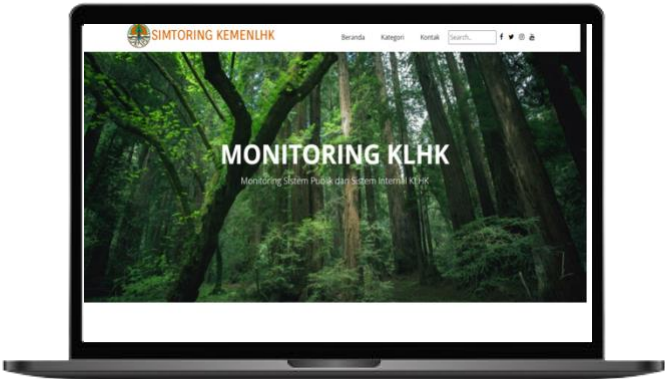 SIMTORING KEMENLHK
Beranda Kategori Kontak Search..
MONITORING KLHK
Monitoring Sistem Publik dan Sistem Internal KLHK